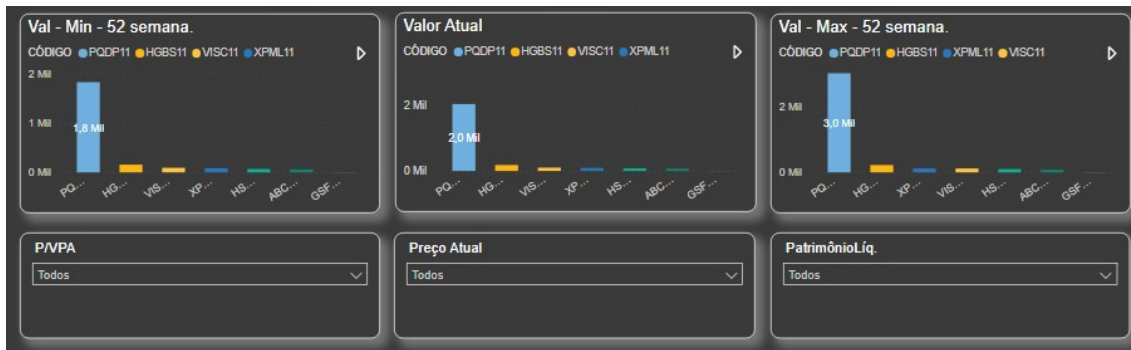 Val - Min - 52 semana.
CÓDIGO PQDP11 HGBS11 VISC11 XPML11
2 Mil
1 Mil
0 Mil
1,8 Mil
PQ... HG... VIS... XP... HS... ABC... GSF...
Valor Atual
CÓDIGO PQDP11 HGBS11 VISC11 XPML11
2 Mil
0 Mil
2,0 Mil
PQ... HG... VIS... XP... HS... ABC... GSF...
Val - Max - 52 semana.
CÓDIGO PQDP11 HGBS11 XPML11 VISC11
2 Mil
0 Mil
3,0 Mil
PQ... HG... XP... VIS... HS... ABC... GSF...
P/VPA
Todos
Preço Atual
Todos
PatrimônioLíq.
Todos